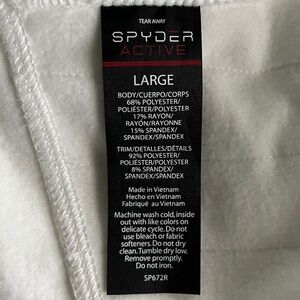 TEAR AWAY
SPYDER
ACTIVE
LARGE
BODY/CUERPO/CORPS
68% POLYESTER/
POLIÉSTER/POLYESTER
17% RAYON/
RAYÓN/RAYONNE
15% SPANDEX/
SPANDEX/SPANDEX
TRIM/DETALLES/DÉTAILS
92% POLYESTER/
POLIÉSTER/POLYESTER
8% SPANDEX/
SPANDEX/SPANDEX
Made in Vietnam
Hecho en Vietnam
Fabriqué au Vietnam
Machine wash cold, inside
out with like colors on
delicate cycle. Do not
use bleach or fabric
softeners. Do not dry
clean. Tumble dry low.
Remove promptly.
Do not iron.
SP672R